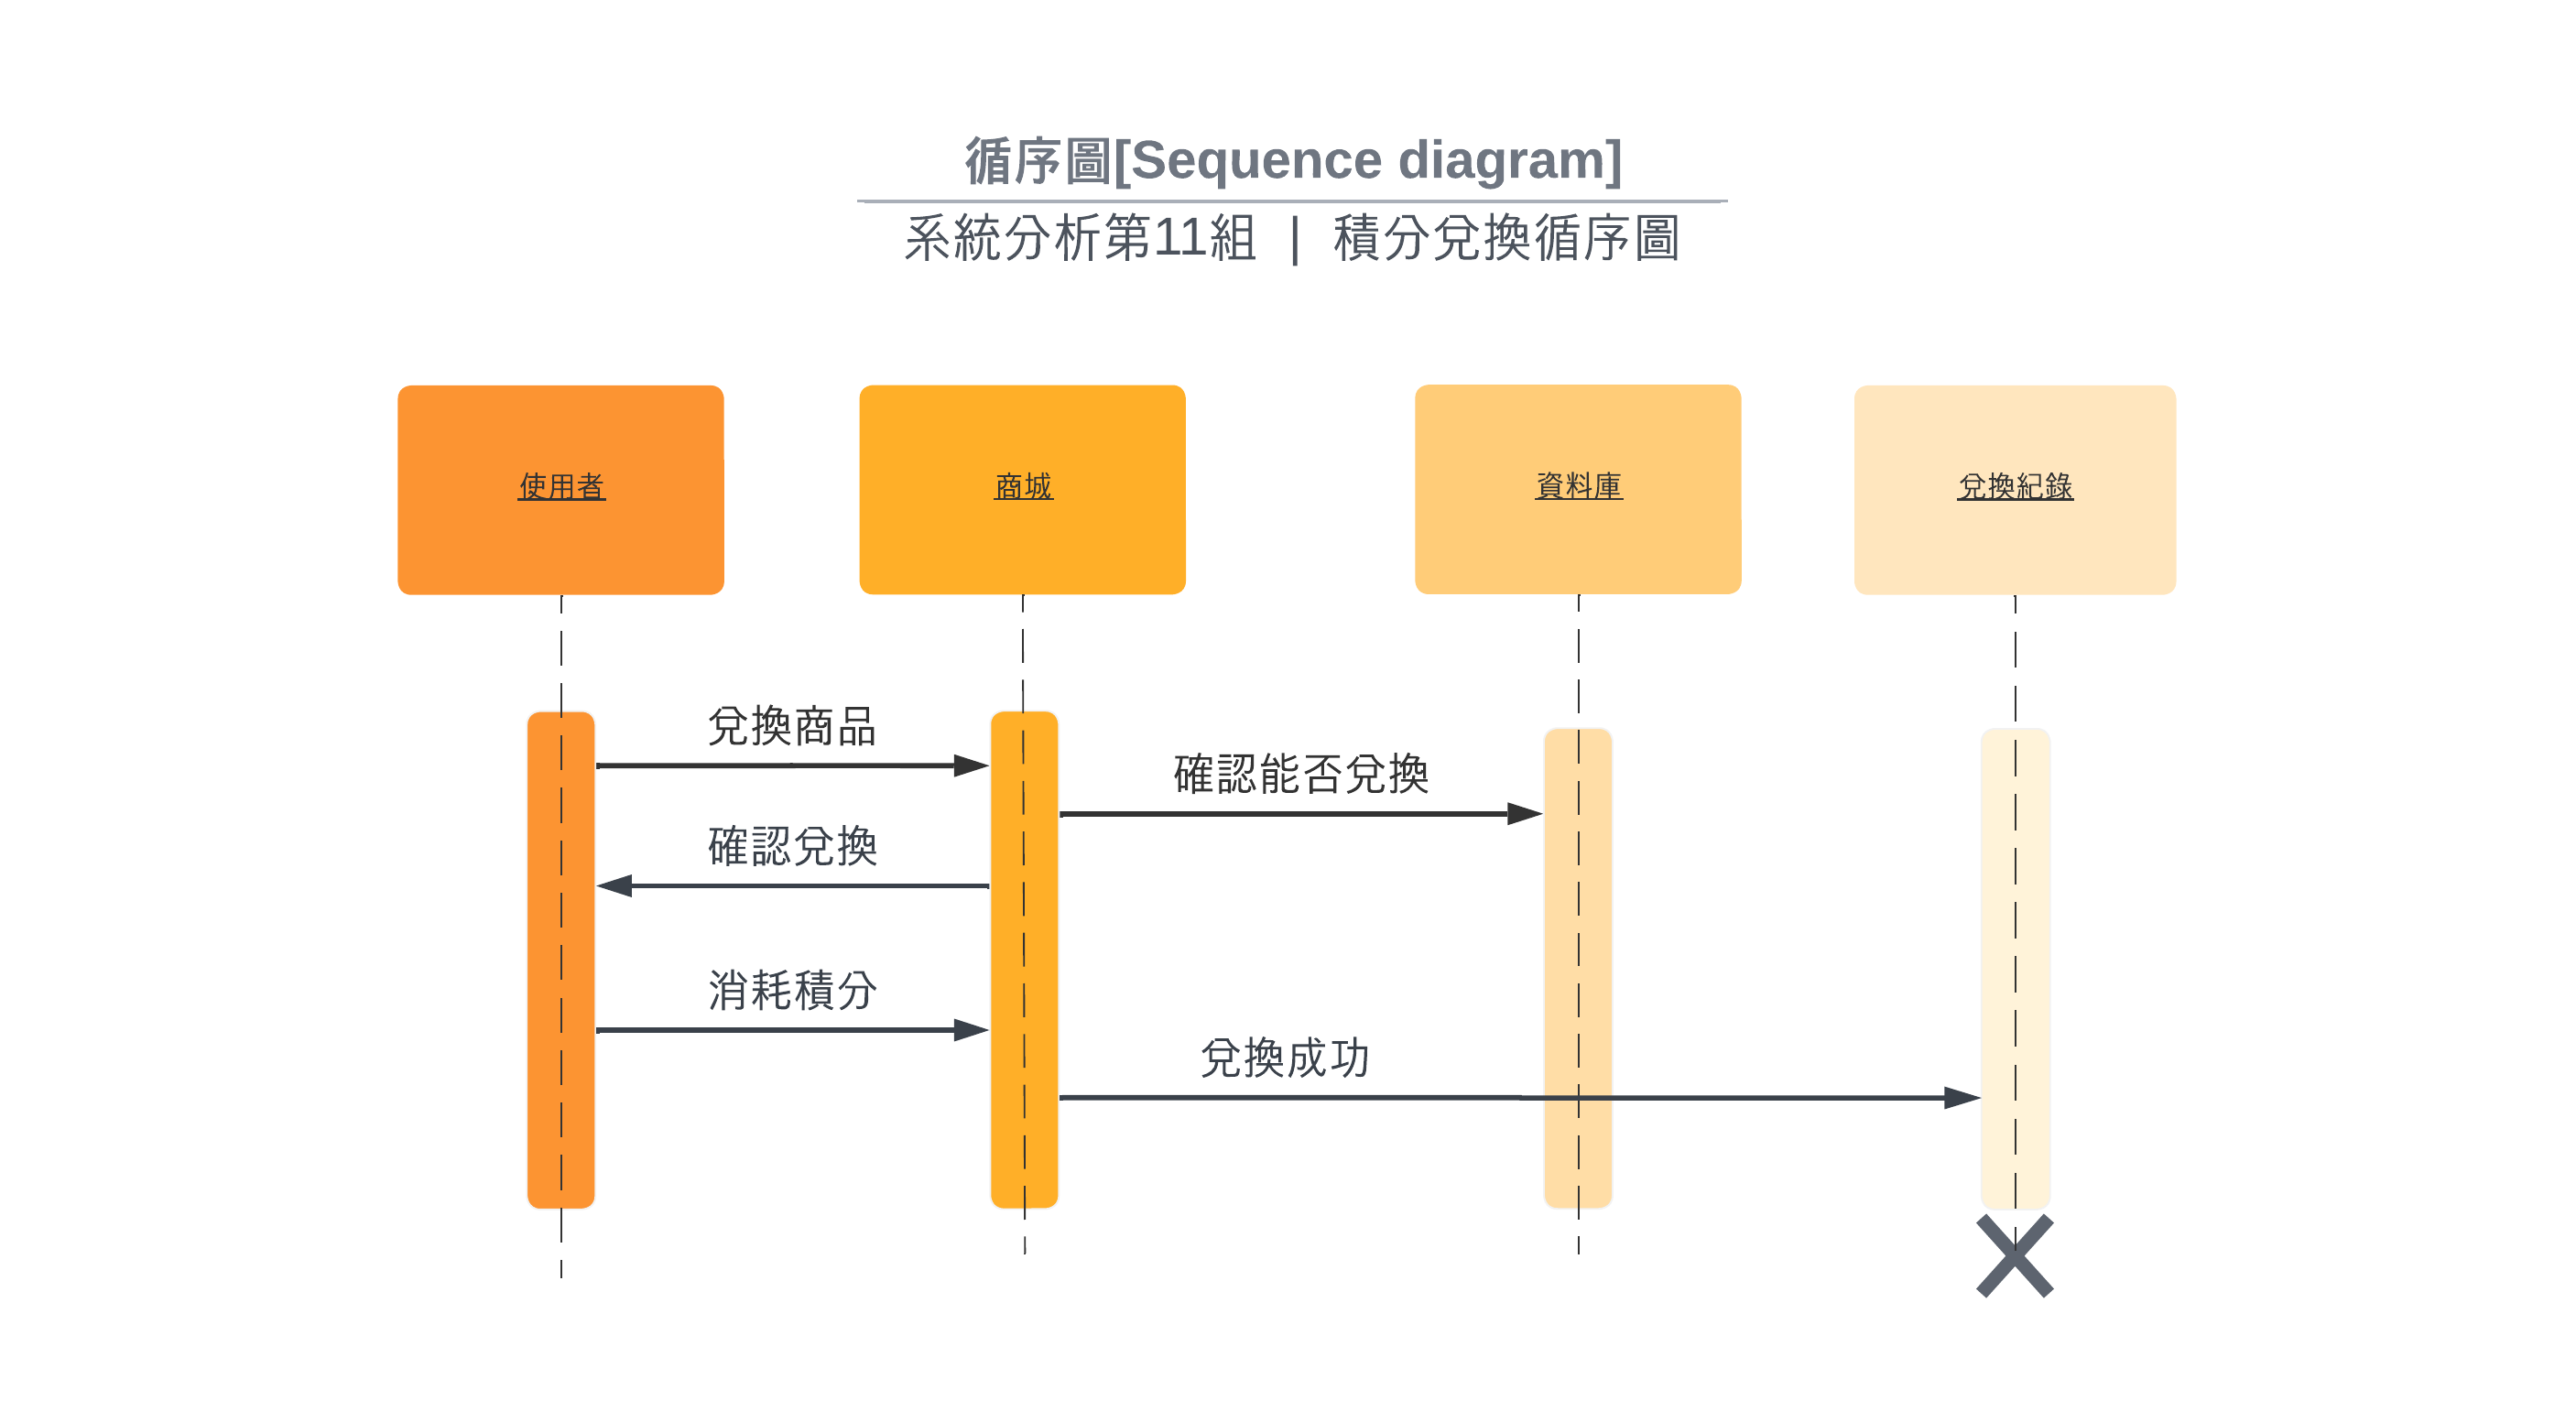 循序圖[Sequence diagram]
系統分析第11組 | 積分兌換循序圖
使用者
商城
資料庫
兌換紀錄
兌換商品
確認能否兌換
確認兌換
消耗積分
兌換成功